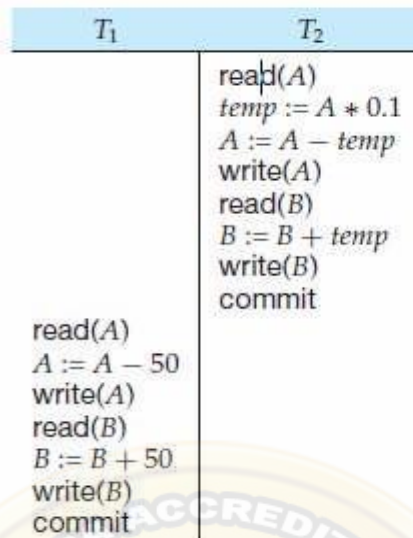 T₁ T₂
read(A)
temp := A * 0.1
A := A − temp
write(A)
read(B)
B := B + temp
write(B)
commit
read(A)
A := A − 50
write(A)
read(B)
B := B + 50
write(B)
commit